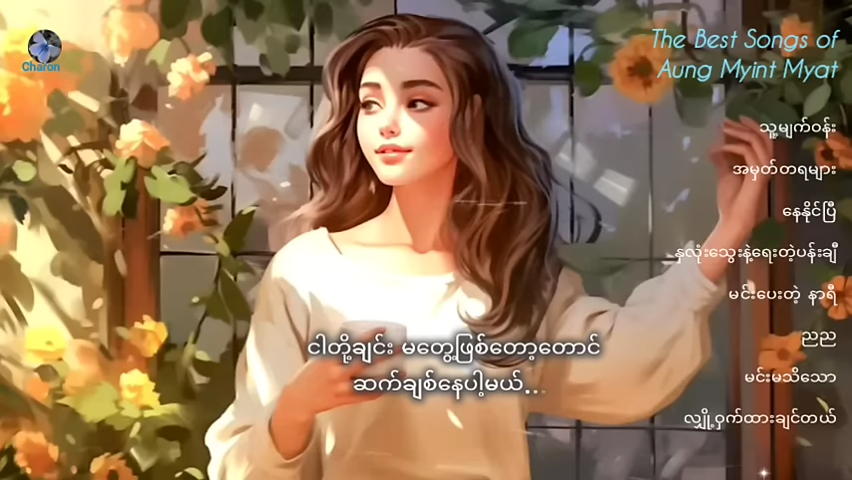 Charon
The Best Songs of
Aung Myint Myat
သူ့မျက်ဝန်း
အမှတ်တရများ
နေနိုင်ပြီ
နှလုံးသွေးနဲ့ရေးတဲ့ပန်းချီ
မင်းပေးတဲ့ နာရီ
ညည
မင်းမသိသော
လျှို့ဝှက်ထားချင်တယ်
ငါတို့ချင်း မတွေ့ဖြစ်တော့တောင်
ဆက်ချစ်နေပါ့မယ်...